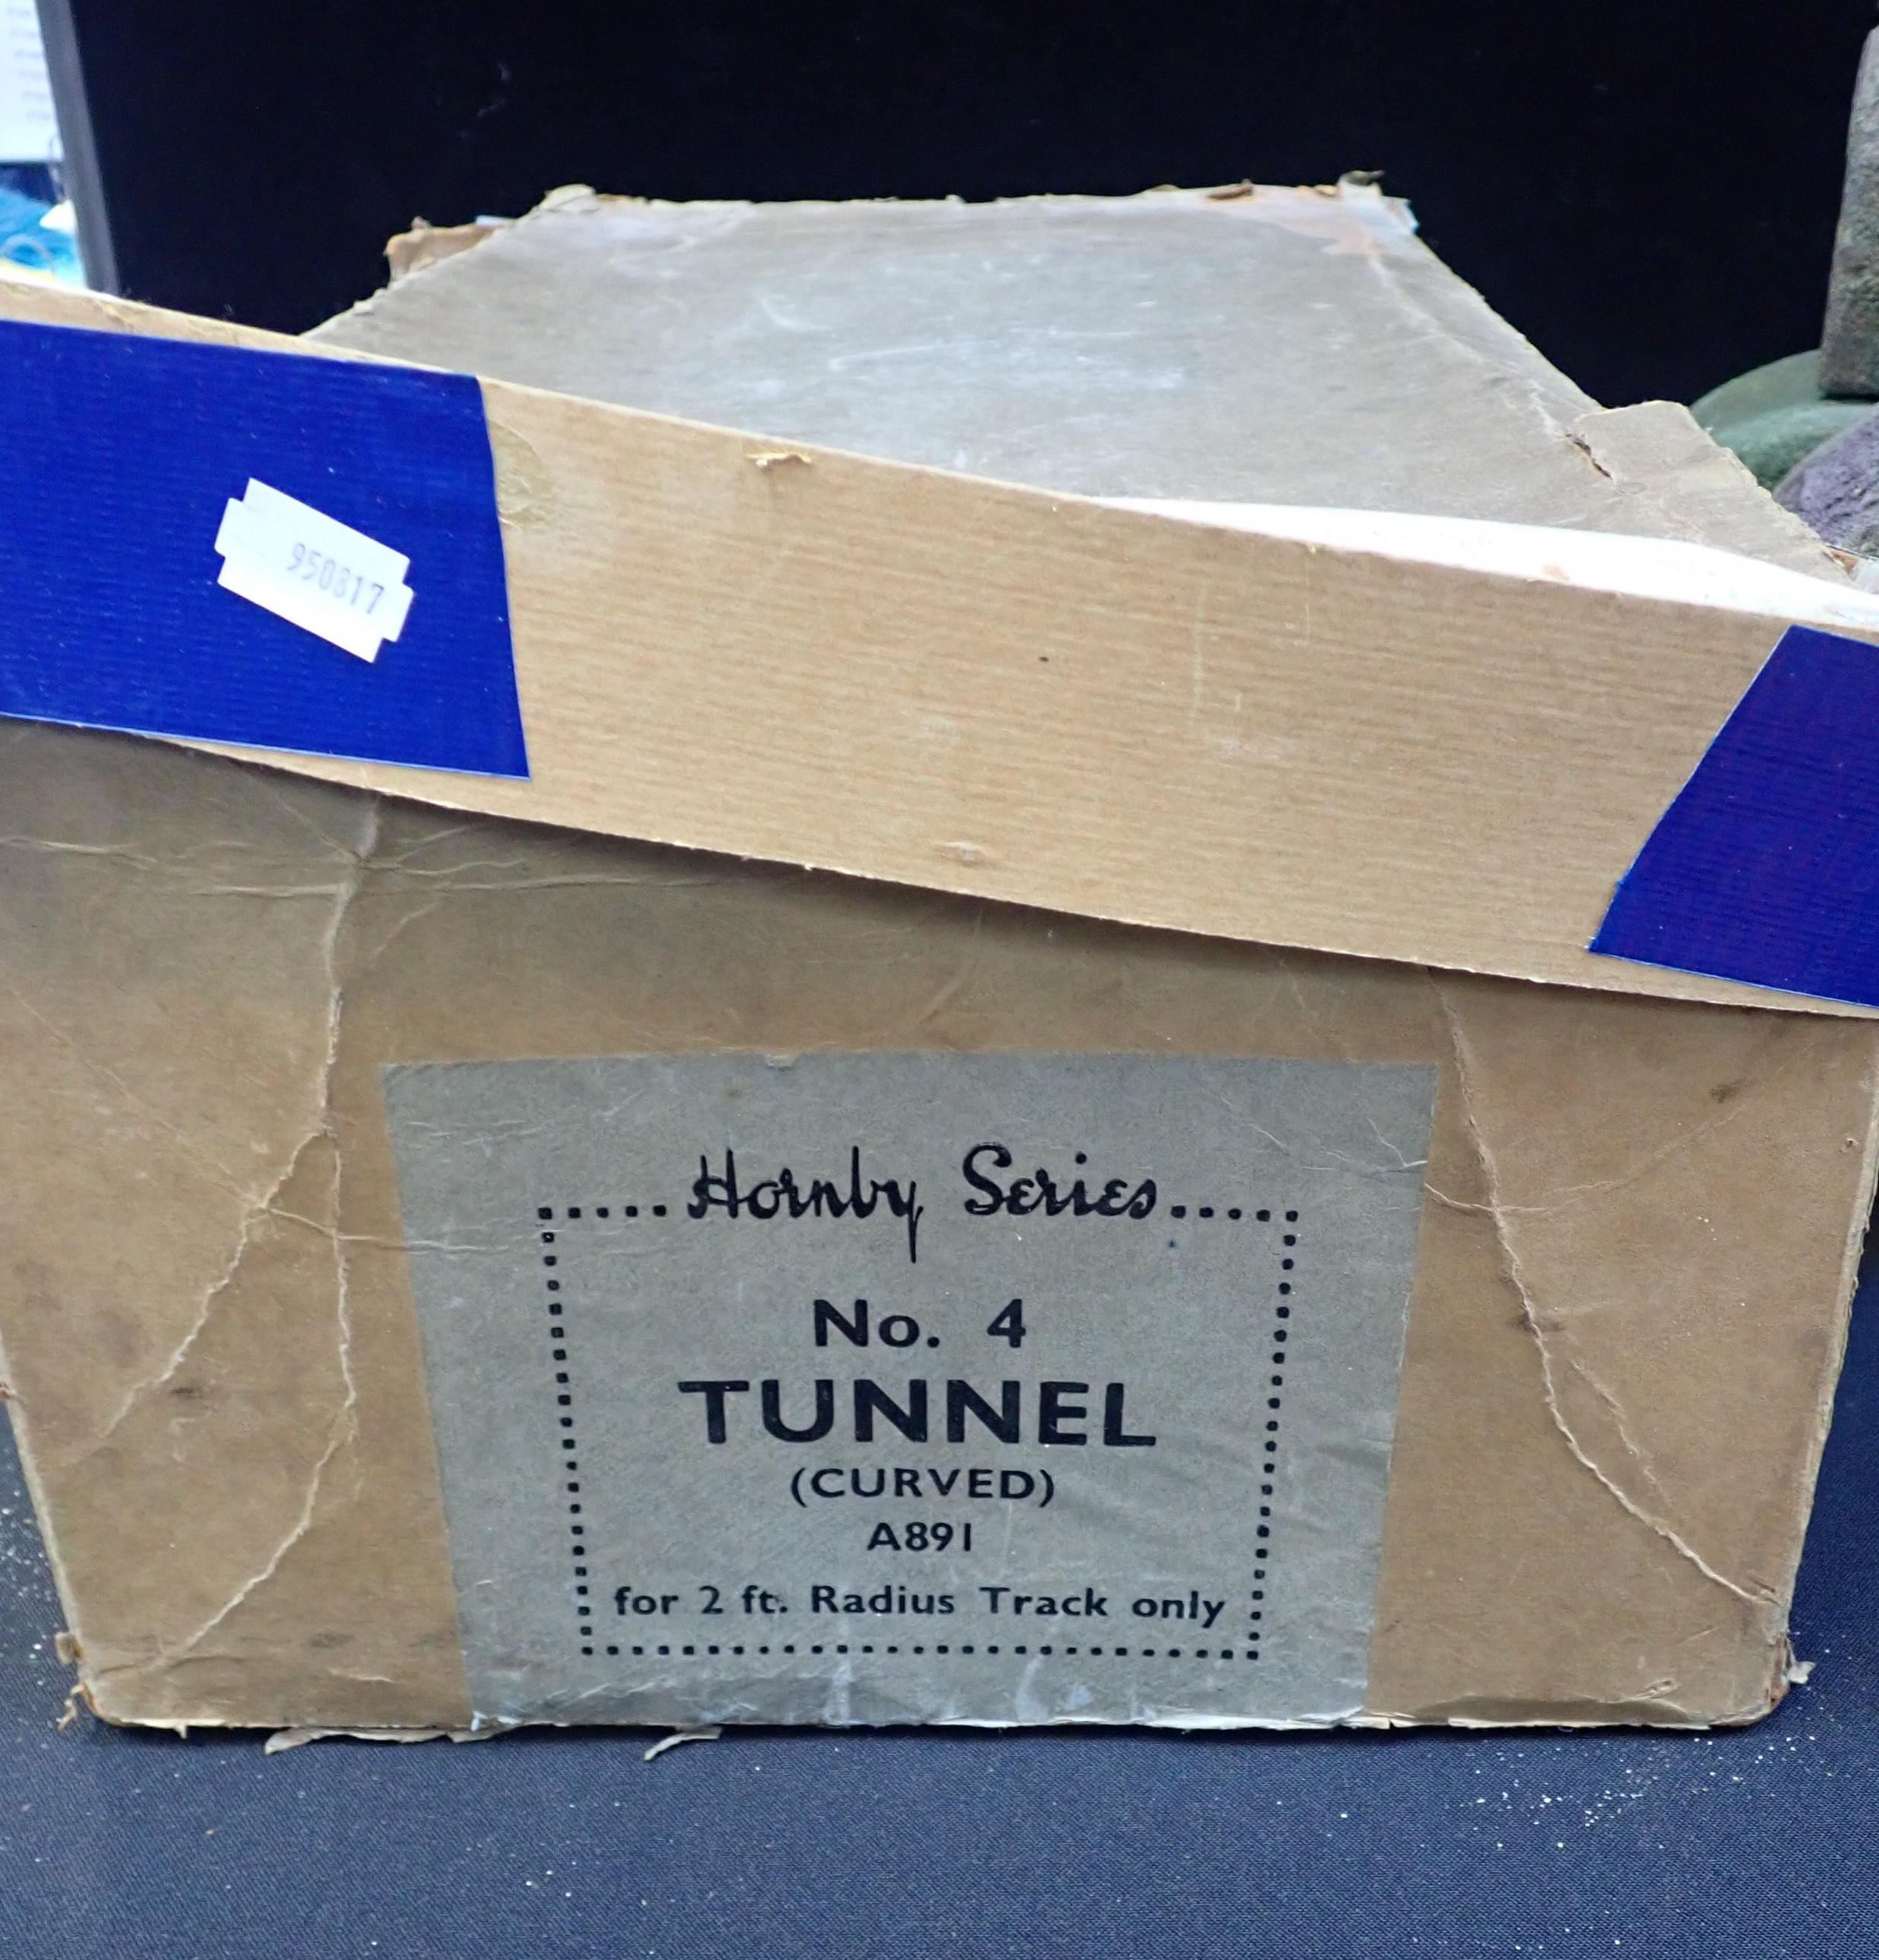 950817
Hornby Series
No. 4
TUNNEL
(CURVED)
A891
for 2 ft. Radius Track only